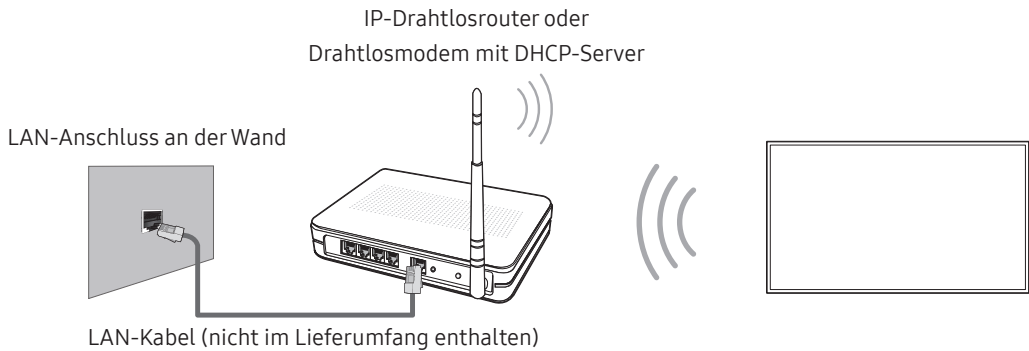 IP-Drahtlosrouter oder
Drahtlosmodem mit DHCP-Server
LAN-Anschluss an der Wand
LAN-Kabel (nicht im Lieferumfang enthalten)